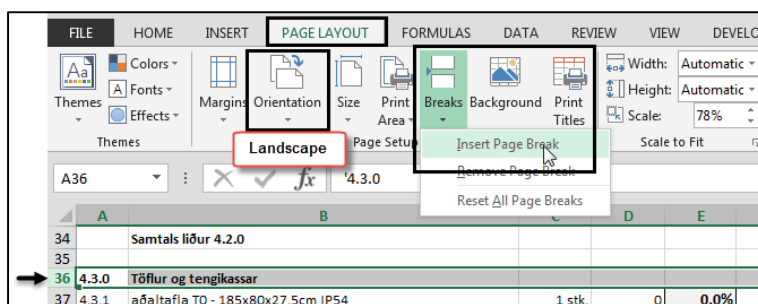 FILE HOME INSERT PAGE LAYOUT FORMULAS DATA REVIEW VIEW DEVELO
Colors Width: Automatic
Fonts Height: Automatic
Themes Effects Margins Orientation Size Print Area Breaks Background Print Titles Scale: 78%
Themes Page Setup Scale to Fit
Landscape
Insert Page Break
Remove Page Break
Reset All Page Breaks
A36 fx '4.3.0
A B C D E
34 Samtals liður 4.2.0
35
36 4.3.0 Töflur og tengikassar
37 4.3.1 aðaltafla T0 - 185x80x27,5cm IP54 1 stk. 0 0,0%